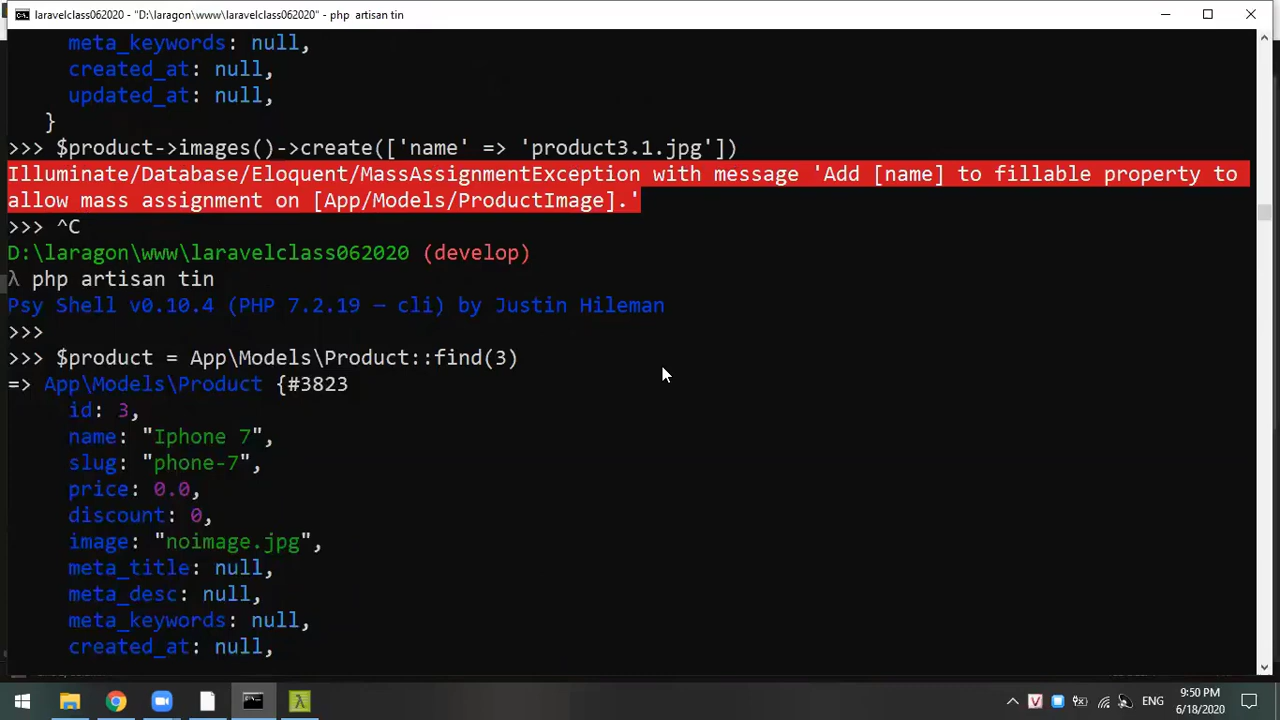 laravelclass062020 - "D:\laragon\www\laravelclass062020" - php  artisan tin
meta_keywords: null,
created_at: null,
updated_at: null,
}
>>> $product->images()->create(['name' => 'product3.1.jpg'])
Illuminate/Database/Eloquent/MassAssignmentException with message 'Add [name] to fillable property to
allow mass assignment on [App/Models/ProductImage].'
>>> ^C
D:\laragon\www\laravelclass062020 (develop)
λ php artisan tin
Psy Shell v0.10.4 (PHP 7.2.19 — cli) by Justin Hileman
>>>
>>> $product = App\Models\Product::find(3)
=> App\Models\Product {#3823
id: 3,
name: "Iphone 7",
slug: "phone-7",
price: 0.0,
discount: 0,
image: "noimage.jpg",
meta_title: null,
meta_desc: null,
meta_keywords: null,
created_at: null,
ENG
9:50 PM
6/18/2020